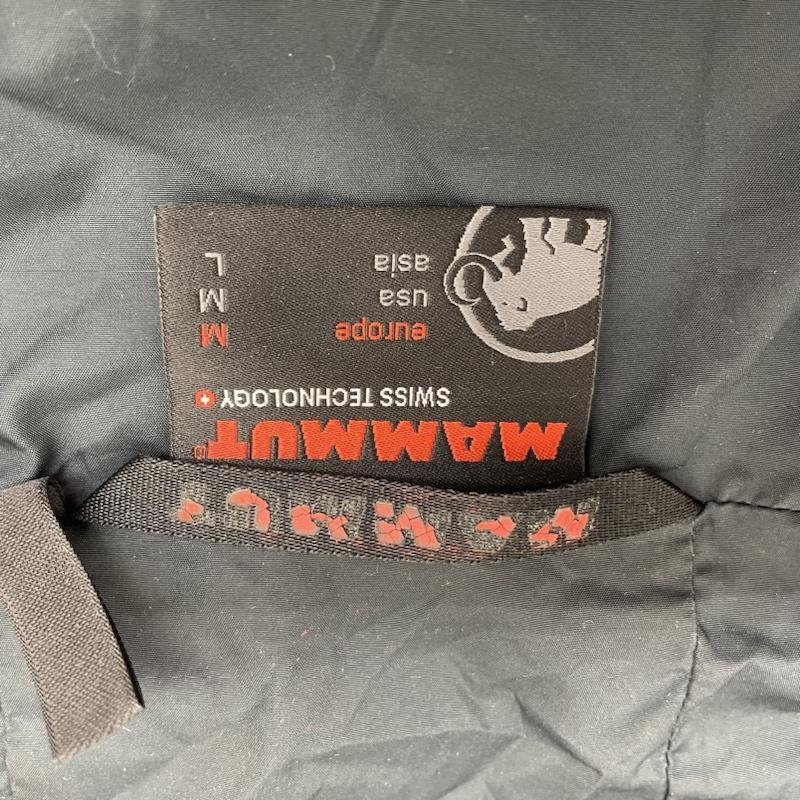 MAMMUT
SWISS TECHNOLOGY
europe M
usa M
asia L